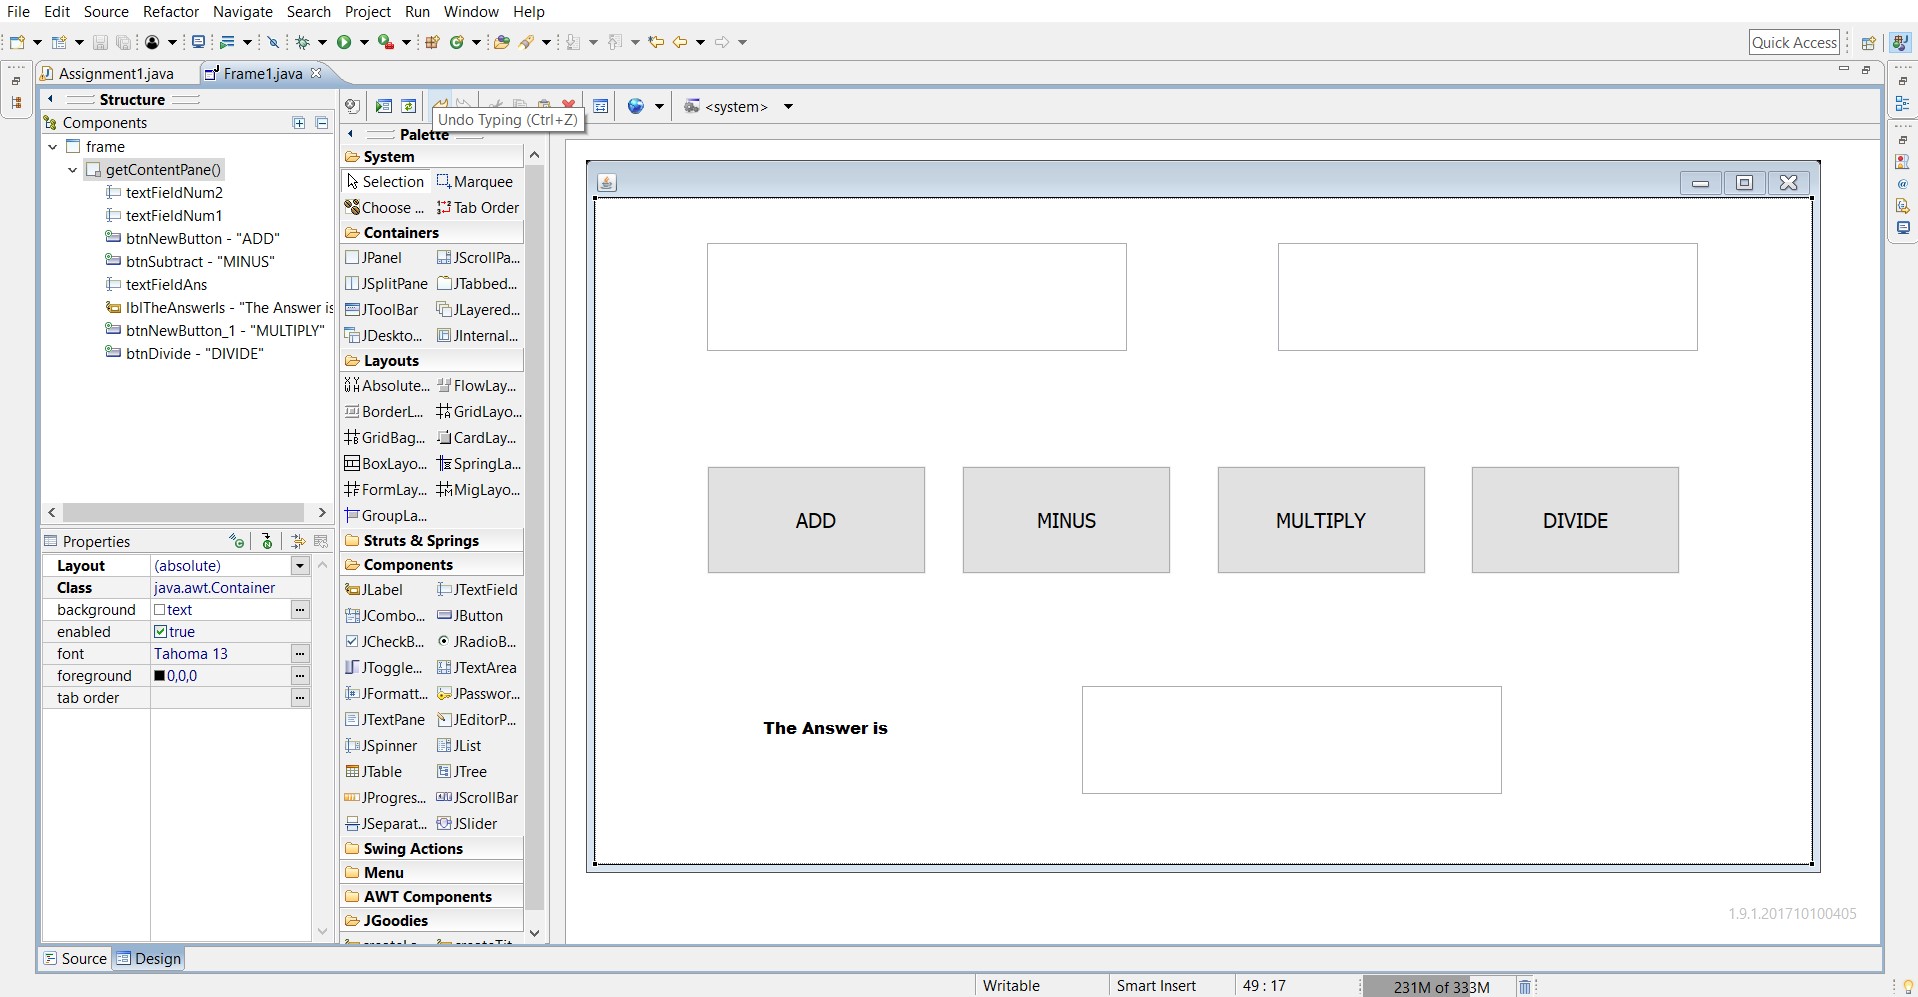 File Edit Source Refactor Navigate Search Project Run Window Help
Quick Access
Assignment1.java Frame1.java
Structure
<system>
Undo Typing (Ctrl+Z)
Components
Palette
frame
getContentPane()
textFieldNum2
textFieldNum1
btnNewButton - "ADD"
btnSubtract - "MINUS"
textFieldAns
lblTheAnswerIs - "The Answer is
btnNewButton_1 - "MULTIPLY"
btnDivide - "DIVIDE"
Properties
Layout (absolute)
Class java.awt.Container
background text
enabled true
font Tahoma 13
foreground 0,0,0
tab order
System
Selection Marquee
Choose ... Tab Order
Containers
JPanel JScrollPa...
JSplitPane JTabbed...
JToolBar JLayered...
JDeskto... JInternal...
Layouts
Absolute... FlowLay...
BorderL... GridLayo...
GridBag... CardLay...
BoxLayo... SpringLa...
FormLay... MigLayo...
GroupLa...
Struts & Springs
Components
JLabel JTextField
JCombo... JButton
JCheckB... JRadioB...
JToggle... JTextArea
JFormatt... JPasswor...
JTextPane JEditorP...
JSpinner JList
JTable JTree
JProgres... JScrollBar
JSeparat... JSlider
Swing Actions
Menu
AWT Components
JGoodies
ADD MINUS MULTIPLY DIVIDE
The Answer is
1.9.1.201710100405
Source Design
Writable Smart Insert 49 : 17 231M of 333M